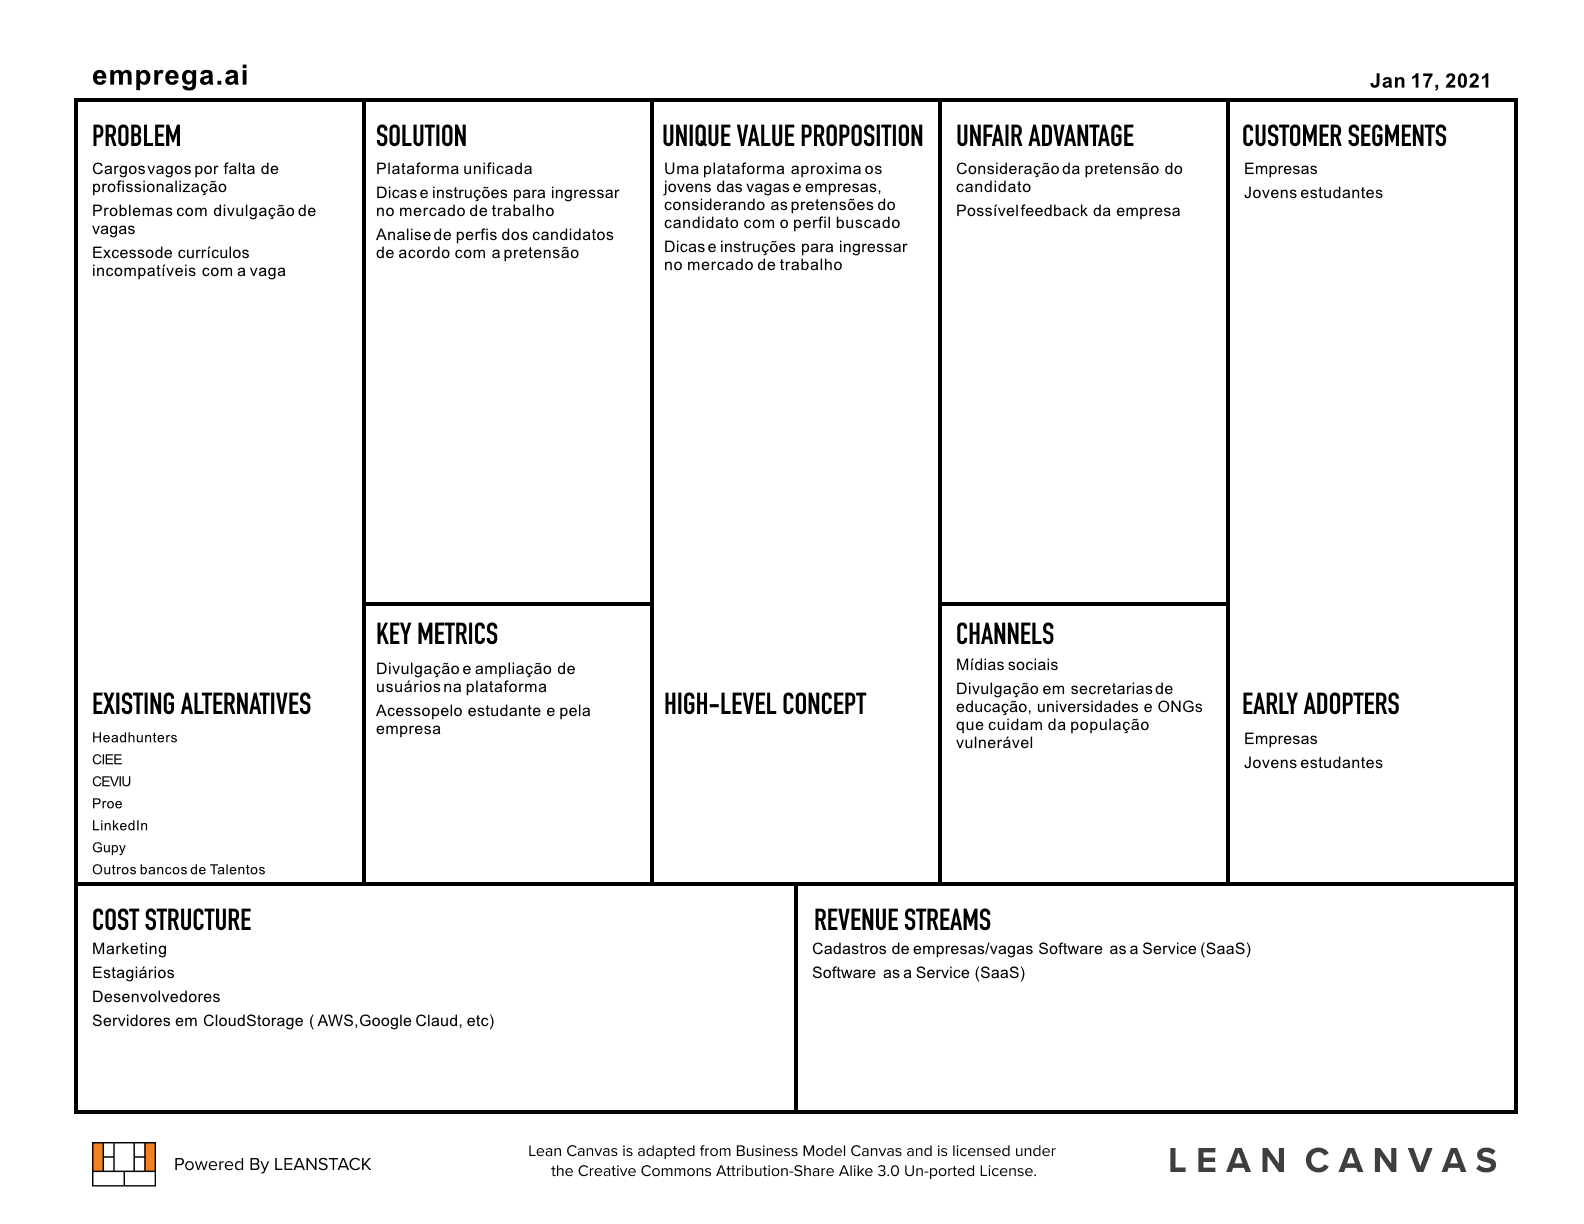 emprega.ai
Jan 17, 2021
PROBLEM
Cargos vagos por falta de
profissionalização
Problemas com divulgação de
vagas
Excesso de currículos
incompatíveis com a vaga
EXISTING ALTERNATIVES
Headhunters
CIEE
CEVIU
Proe
LinkedIn
Gupy
Outros bancos de Talentos
SOLUTION
Plataforma unificada
Dicas e instruções para ingressar
no mercado de trabalho
Analise de perfis dos candidatos
de acordo com a pretensão
KEY METRICS
Divulgação e ampliação de
usuários na plataforma
Acesso pelo estudante e pela
empresa
UNIQUE VALUE PROPOSITION
Uma plataforma aproxima os
jovens das vagas e empresas,
considerando as pretensões do
candidato com o perfil buscado
Dicas e instruções para ingressar
no mercado de trabalho
HIGH-LEVEL CONCEPT
UNFAIR ADVANTAGE
Consideração da pretensão do
candidato
Possível feedback da empresa
CHANNELS
Mídias sociais
Divulgação em secretarias de
educação, universidades e ONGs
que cuidam da população
vulnerável
CUSTOMER SEGMENTS
Empresas
Jovens estudantes
EARLY ADOPTERS
Empresas
Jovens estudantes
COST STRUCTURE
Marketing
Estagiários
Desenvolvedores
Servidores em CloudStorage ( AWS,Google Claud, etc)
REVENUE STREAMS
Cadastros de empresas/vagas Software as a Service (SaaS)
Software as a Service (SaaS)
Powered By LEANSTACK
Lean Canvas is adapted from Business Model Canvas and is licensed under
the Creative Commons Attribution-Share Alike 3.0 Un-ported License.
LEAN CANVAS